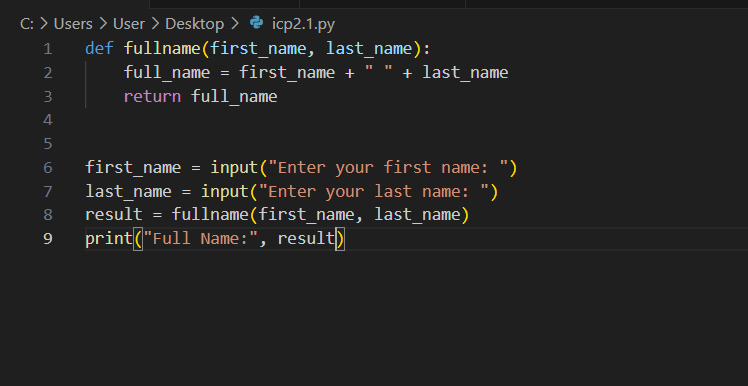 C: > Users > User > Desktop > icp2.1.py
1 def fullname(first_name, last_name):
2     full_name = first_name + " " + last_name
3     return full_name
4
5
6 first_name = input("Enter your first name: ")
7 last_name = input("Enter your last name: ")
8 result = fullname(first_name, last_name)
9 print("Full Name:", result)